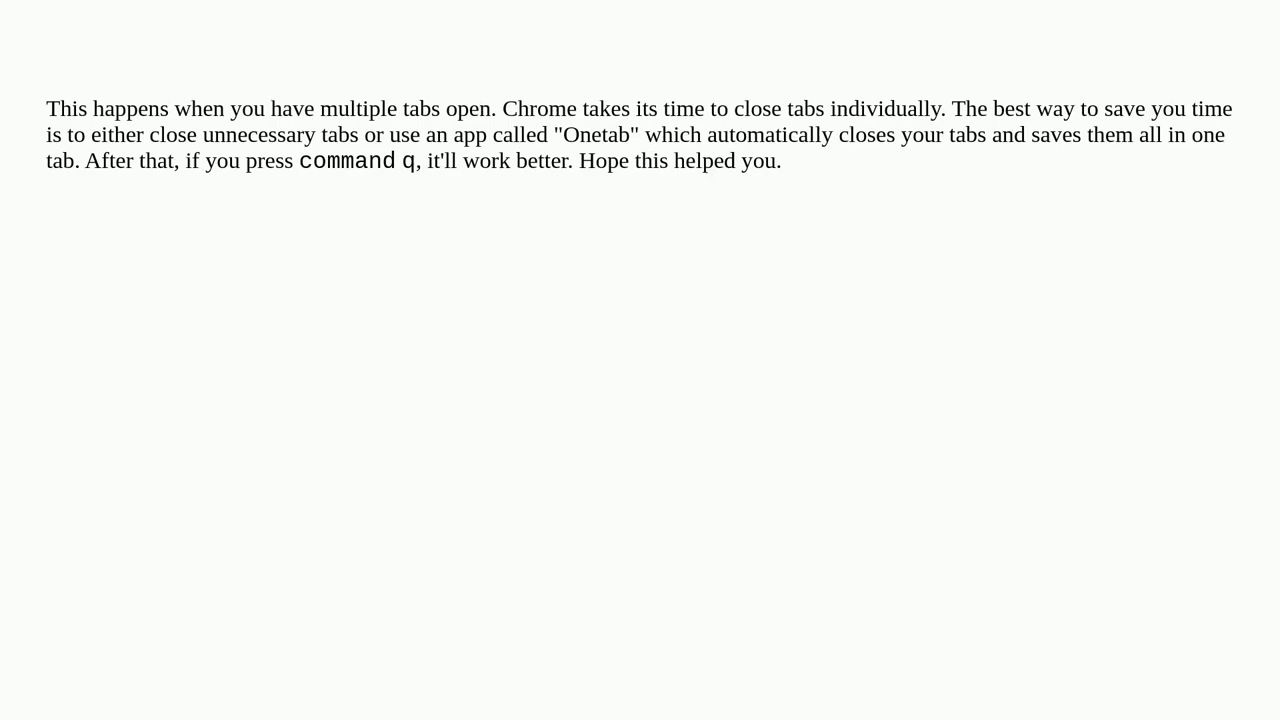 This happens when you have multiple tabs open. Chrome takes its time to close tabs individually. The best way to save you time
is to either close unnecessary tabs or use an app called "Onetab" which automatically closes your tabs and saves them all in one
tab. After that, if you press command q, it'll work better. Hope this helped you.